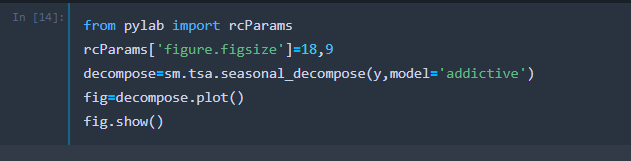 In [14]:
from pylab import rcParams
rcParams['figure.figsize']=18,9
decompose=sm.tsa.seasonal_decompose(y,model='addictive')
fig=decompose.plot()
fig.show()